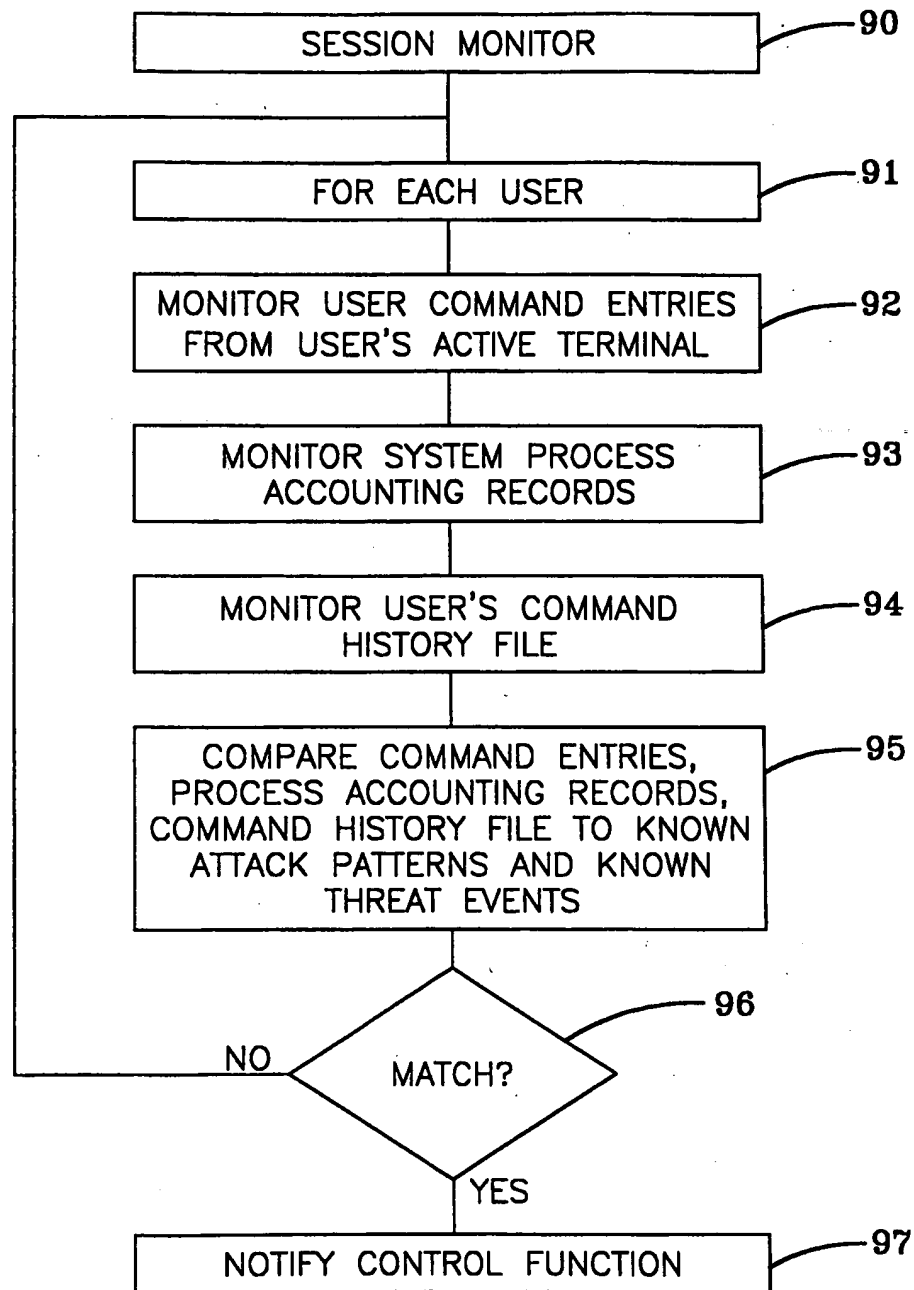 SESSION MONITOR
90
FOR EACH USER
91
MONITOR USER COMMAND ENTRIES
FROM USER'S ACTIVE TERMINAL
92
MONITOR SYSTEM PROCESS
ACCOUNTING RECORDS
93
MONITOR USER'S COMMAND
HISTORY FILE
94
COMPARE COMMAND ENTRIES,
PROCESS ACCOUNTING RECORDS,
COMMAND HISTORY FILE TO KNOWN
ATTACK PATTERNS AND KNOWN
THREAT EVENTS
95
96
NO
MATCH?
YES
NOTIFY CONTROL FUNCTION
97